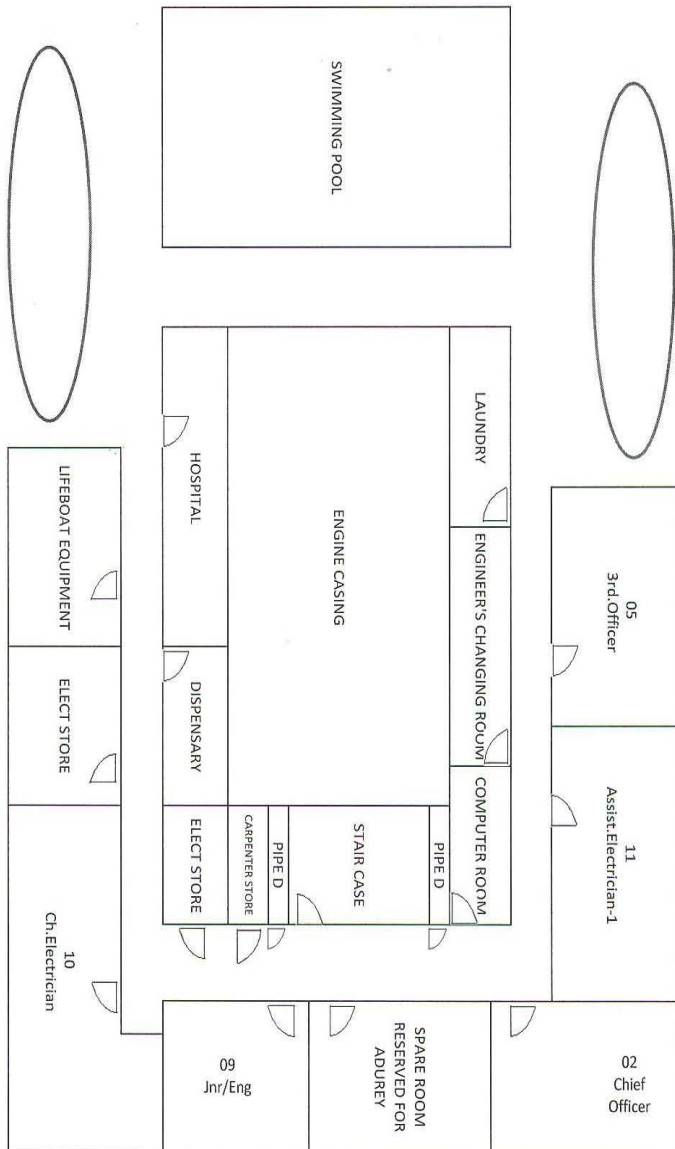 SWIMMING POOL
LAUNDRY
ENGINEER'S CHANGING ROOM
COMPUTER ROOM
ENGINE CASING
HOSPITAL
DISPENSARY
ELECT STORE
CARPENTER STORE
PIPE D
STAIR CASE
PIPE D
LIFEBOAT EQUIPMENT
ELECT STORE
10
Ch.Electrician
05
3rd.Officer
11
Assist.Electrician-1
09
Jnr/Eng
SPARE ROOM
RESERVED FOR
ADUREY
02
Chief
Officer